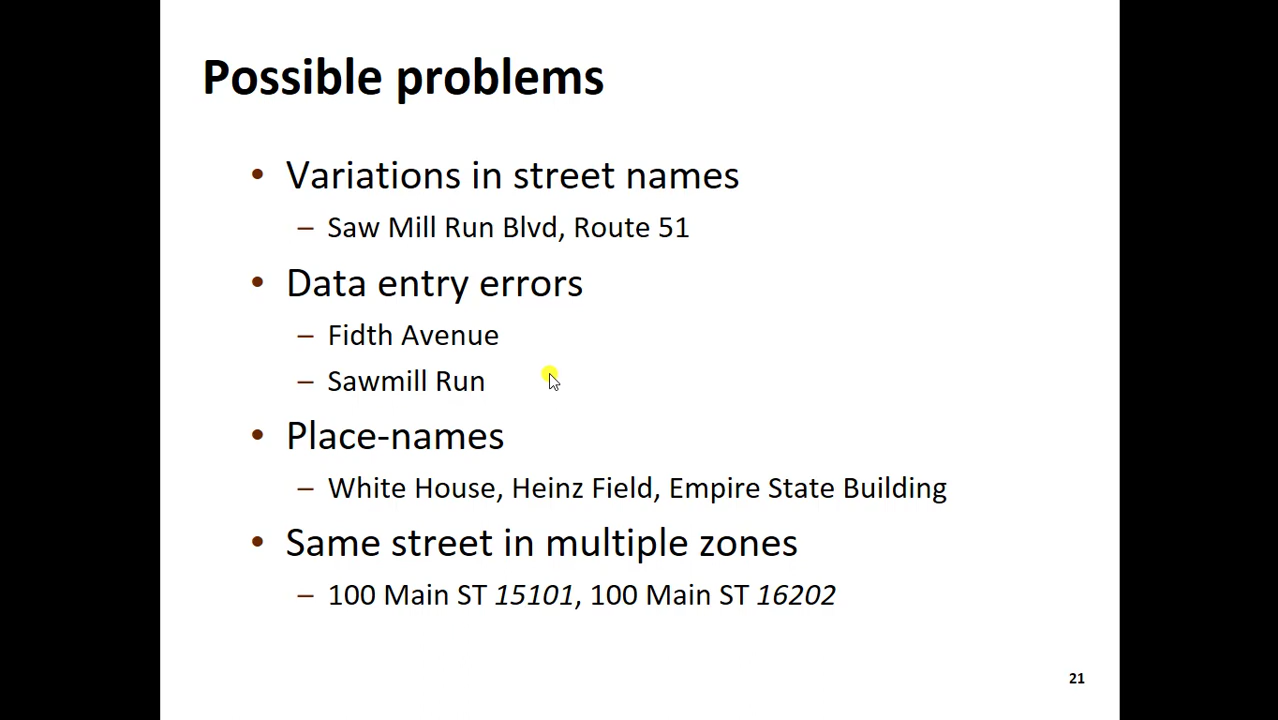 Possible problems
• Variations in street names
– Saw Mill Run Blvd, Route 51
• Data entry errors
– Fidth Avenue
– Sawmill Run
• Place-names
– White House, Heinz Field, Empire State Building
• Same street in multiple zones
– 100 Main ST 15101, 100 Main ST 16202
21